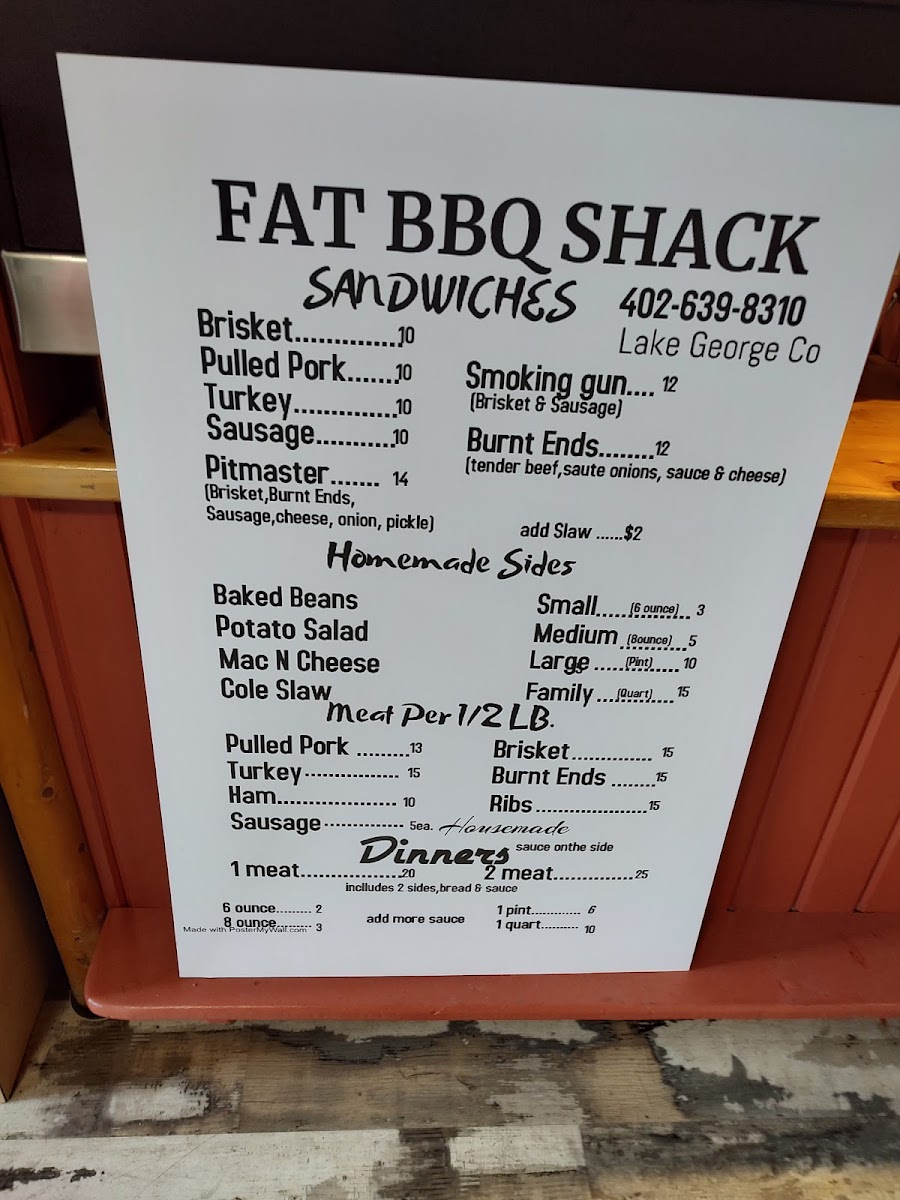 FAT BBQ SHACK
SANDWICHES
402-639-8310
Lake George Co
Brisket..............10
Pulled Pork.......10
Turkey..............10
Sausage...........10
Pitmaster....... 14
(Brisket,Burnt Ends,
Sausage,cheese, onion, pickle)
Smoking gun.... 12
(Brisket & Sausage)
Burnt Ends........12
(tender beef,saute onions, sauce & cheese)
add Slaw ......$2
Homemade Sides
Baked Beans
Potato Salad
Mac N Cheese
Cole Slaw
Small.....(6 ounce)... 3
Medium (8ounce)...5
Large .....(Pint)..... 10
Family ...(Quart).... 15
Meat Per 1/2 LB.
Pulled Pork .........13
Turkey.................. 15
Ham..................... 10
Sausage............... 5ea.
Brisket.............. 15
Burnt Ends ........15
Ribs....................15
Housemade
sauce onthe side
Dinners
1 meat...................20
2 meat...............25
inclludes 2 sides,bread & sauce
6 ounce......... 2
8 ounce......... 3
add more sauce
1 pint............. 6
1 quart.......... 10
Made with PosterMyWall.com